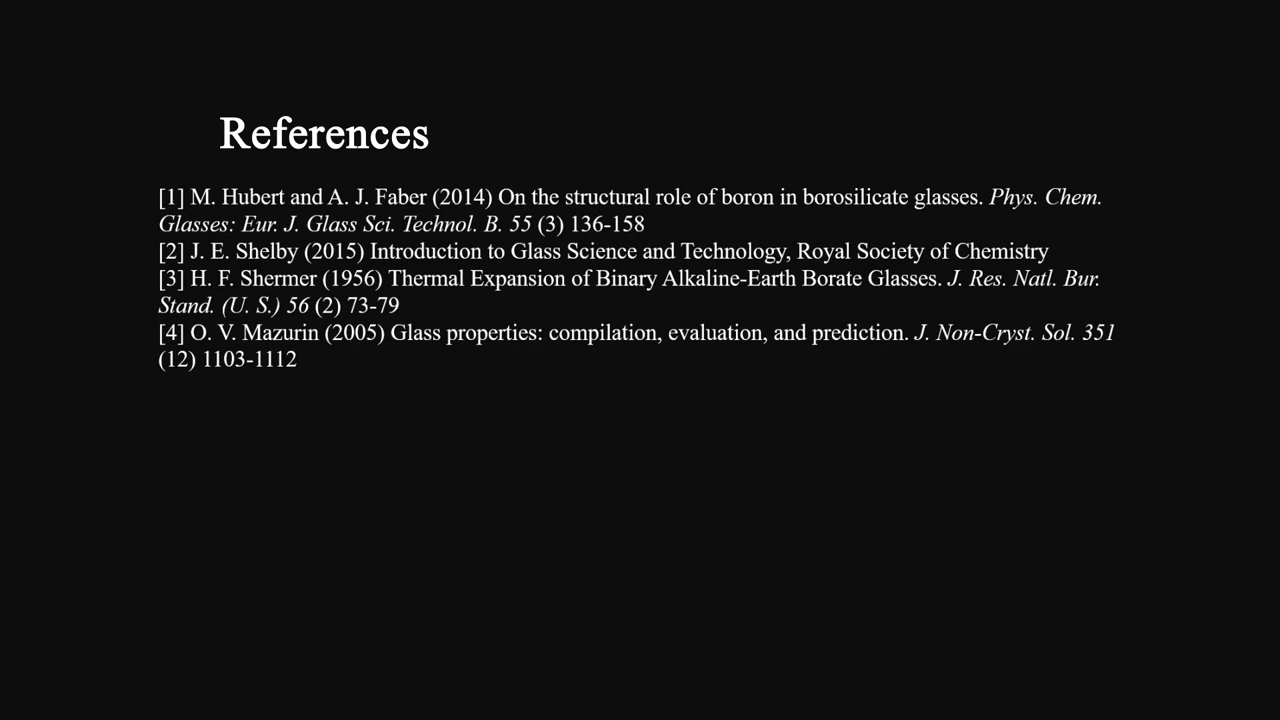 References
[1] M. Hubert and A. J. Faber (2014) On the structural role of boron in borosilicate glasses. Phys. Chem.
Glasses: Eur. J. Glass Sci. Technol. B. 55 (3) 136-158
[2] J. E. Shelby (2015) Introduction to Glass Science and Technology, Royal Society of Chemistry
[3] H. F. Shermer (1956) Thermal Expansion of Binary Alkaline-Earth Borate Glasses. J. Res. Natl. Bur.
Stand. (U. S.) 56 (2) 73-79
[4] O. V. Mazurin (2005) Glass properties: compilation, evaluation, and prediction. J. Non-Cryst. Sol. 351
(12) 1103-1112